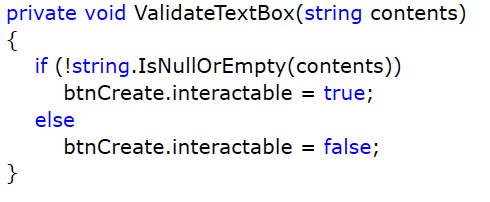 private void ValidateTextBox(string contents)
{
if (!string.IsNullOrEmpty(contents))
btnCreate.interactable = true;
else
btnCreate.interactable = false;
}